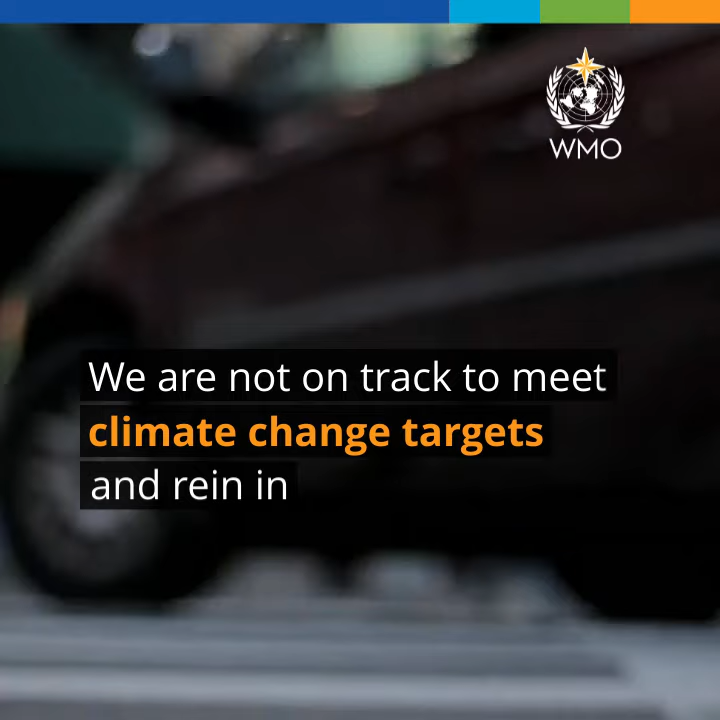 WMO
We are not on track to meet
climate change targets
and rein in